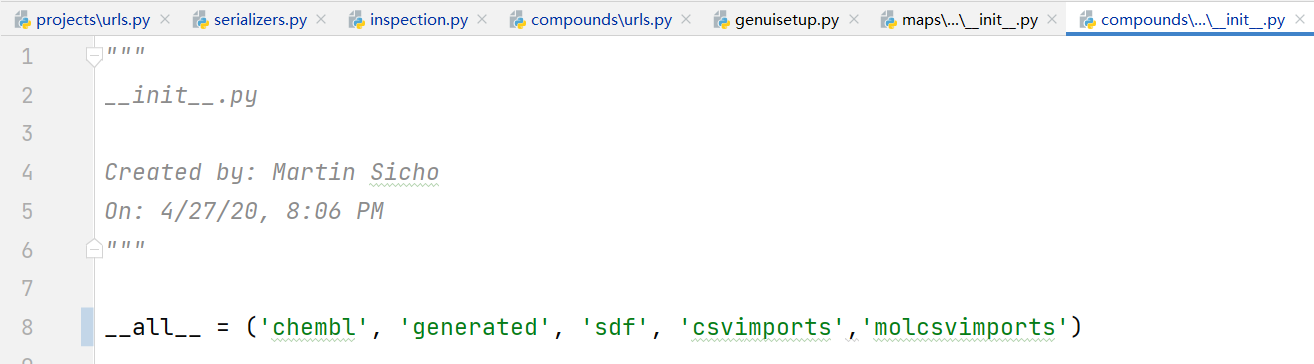 projects\urls.py serializers.py inspection.py compounds\urls.py genuisetup.py maps\...\__init__.py compounds\...\__init__.py
1 """
2 __init__.py
3
4 Created by: Martin Sicho
5 On: 4/27/20, 8:06 PM
6 """
7
8 __all__ = ('chembl', 'generated', 'sdf', 'csvimports','molcsvimports')